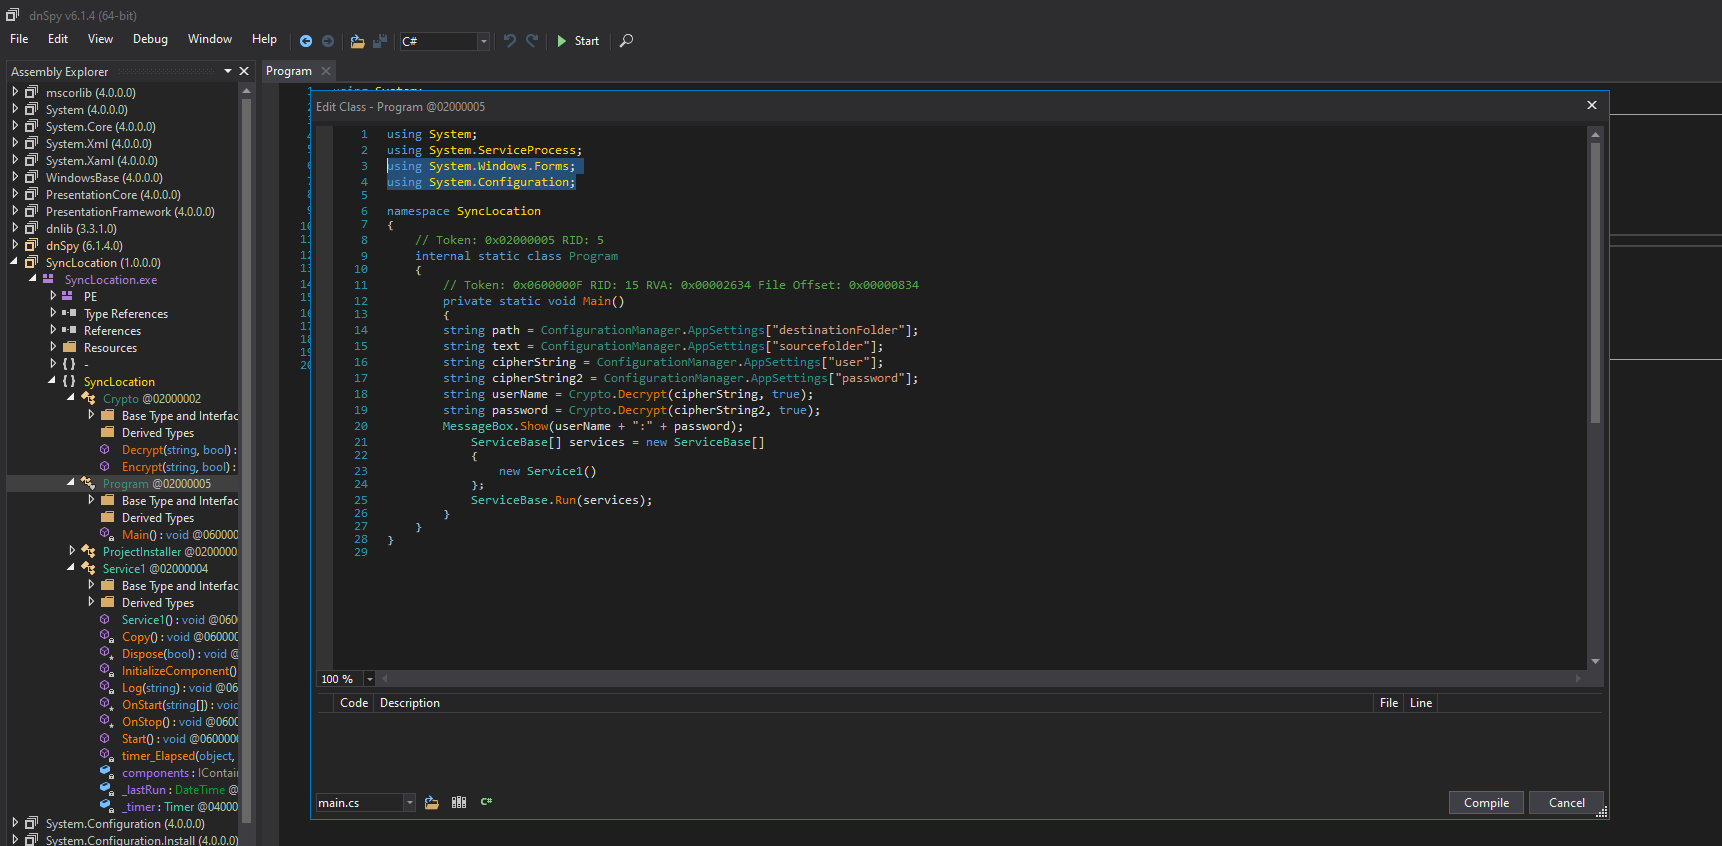 dnSpy v6.1.4 (64-bit)
File Edit View Debug Window Help C# Start
Assembly Explorer
mscorlib (4.0.0.0)
System (4.0.0.0)
System.Core (4.0.0.0)
System.Xml (4.0.0.0)
System.Xaml (4.0.0.0)
WindowsBase (4.0.0.0)
PresentationCore (4.0.0.0)
PresentationFramework (4.0.0.0)
dnlib (3.3.1.0)
dnSpy (6.1.4.0)
SyncLocation (1.0.0.0)
SyncLocation.exe
PE
Type References
References
Resources
{ } -
{ } SyncLocation
Crypto @02000002
Base Type and Interfac
Derived Types
Decrypt(string, bool) :
Encrypt(string, bool) :
Program @02000005
Base Type and Interfac
Derived Types
Main() : void @060000
ProjectInstaller @0200000
Service1 @02000004
Base Type and Interfac
Derived Types
Service1() : void @060
Copy() : void @060000
Dispose(bool) : void @
InitializeComponent()
Log(string) : void @06
OnStart(string[]) : voic
OnStop() : void @0600
Start() : void @060000
timer_Elapsed(object,
components : IContai
_lastRun : DateTime @
_timer : Timer @0400
System.Configuration (4.0.0.0)
System.Configuration.Install (4.0.0.0)
Program
Edit Class - Program @02000005
1 using System;
2 using System.ServiceProcess;
3 using System.Windows.Forms;
4 using System.Configuration;
5
6 namespace SyncLocation
7 {
8 // Token: 0x02000005 RID: 5
9 internal static class Program
10 {
11 // Token: 0x0600000F RID: 15 RVA: 0x00002634 File Offset: 0x00000834
12 private static void Main()
13 {
14 string path = ConfigurationManager.AppSettings["destinationFolder"];
15 string text = ConfigurationManager.AppSettings["sourcefolder"];
16 string cipherString = ConfigurationManager.AppSettings["user"];
17 string cipherString2 = ConfigurationManager.AppSettings["password"];
18 string userName = Crypto.Decrypt(cipherString, true);
19 string password = Crypto.Decrypt(cipherString2, true);
20 MessageBox.Show(userName + ":" + password);
21 ServiceBase[] services = new ServiceBase[]
22 {
23 new Service1()
24 };
25 ServiceBase.Run(services);
26 }
27 }
28 }
29
100 %
Code Description File Line
main.cs C#
Compile Cancel